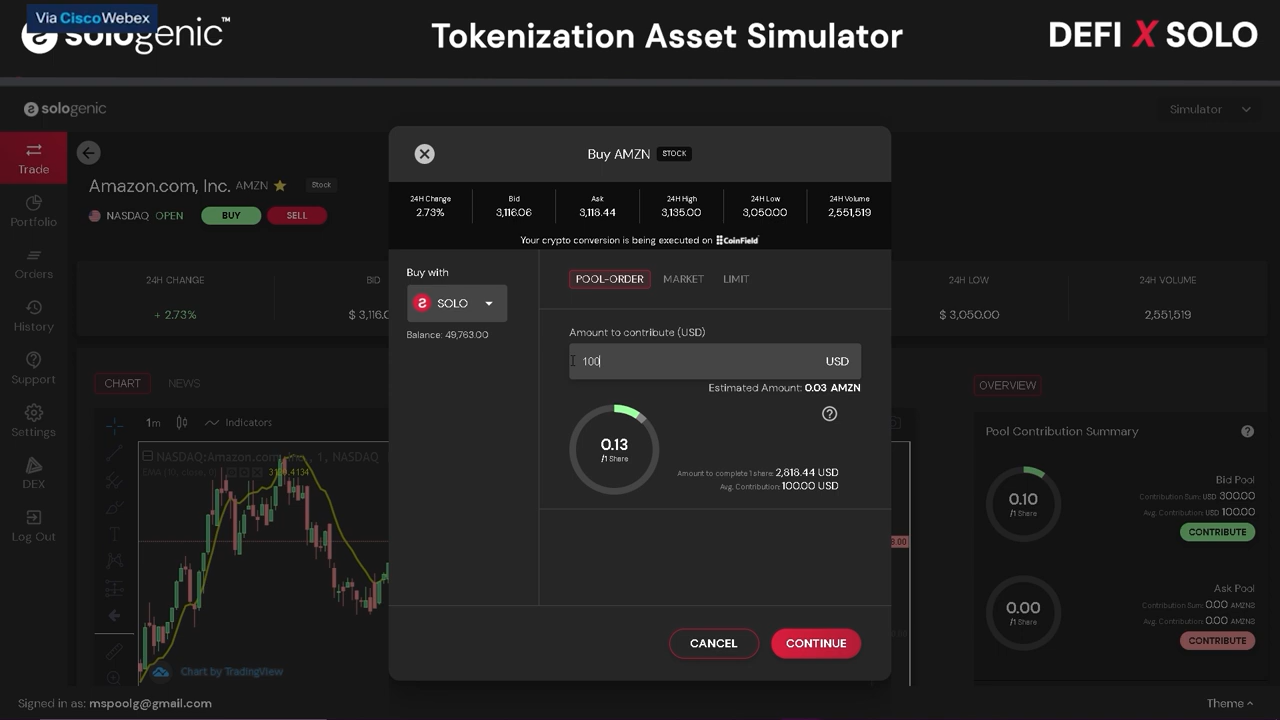 Via CiscoWebex
sologenic™
Tokenization Asset Simulator
DEFI X SOLO
sologenic
Simulator
Trade
Portfolio
Orders
History
Support
Settings
DEX
Log Out
Amazon.com, Inc. AMZN Stock
NASDAQ OPEN BUY SELL
24H CHANGE BID 24H LOW 24H VOLUME
+ 2.73% $ 3,116.0 $ 3,050.00 2,551,519
CHART NEWS
1m Indicators
NASDAQ:Amazon.com, Inc., 1, NASDAQ
Chart by TradingView
Buy AMZN STOCK
24H Change Bid Ask 24H High 24H Low 24H Volume
2.73% 3,116.06 3,118.44 3,135.00 3,050.00 2,551,519
Your crypto conversion is being executed on CoinField
Buy with
SOLO
Balance: 49,763.00
POOL-ORDER MARKET LIMIT
Amount to contribute (USD)
100 USD
Estimated Amount: 0.03 AMZN
0.13
/1 Share
Amount to complete 1 share: 2,818.44 USD
Avg. Contribution: 100.00 USD
CANCEL CONTINUE
OVERVIEW
Pool Contribution Summary
0.10
/1 Share
Bid Pool
Contribution Sum: USD 300.00
Avg. Contribution: USD 100.00
CONTRIBUTE
0.00
/1 Share
Ask Pool
Contribution Sum: 0.00 AMZNS
Avg. Contribution: 0.00 AMZNS
CONTRIBUTE
Signed in as: mspoolg@gmail.com
Theme